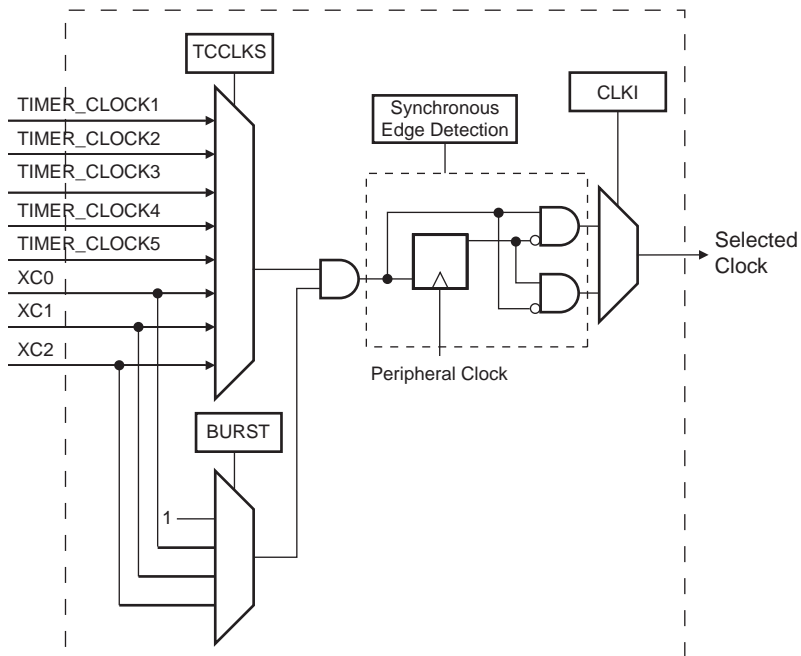 TCCLKS
TIMER_CLOCK1
TIMER_CLOCK2
TIMER_CLOCK3
TIMER_CLOCK4
TIMER_CLOCK5
XC0
XC1
XC2
Synchronous
Edge Detection
CLKI
Selected
Clock
Peripheral Clock
BURST
1